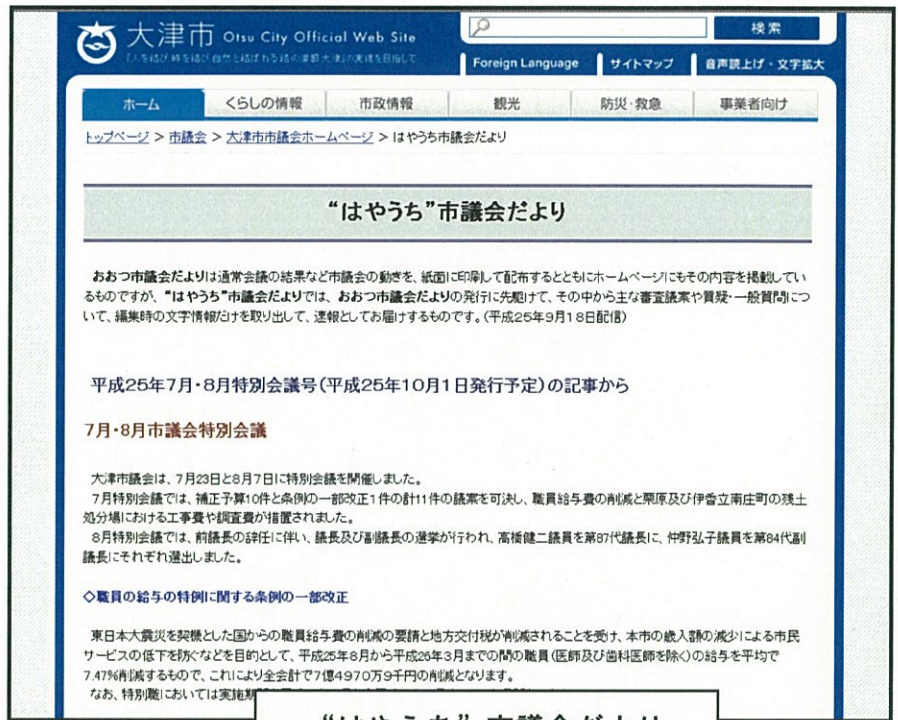 大津市 Otsu City Official Web Site
検索
Foreign Language サイトマップ 音声読上げ・文字拡大
ホーム くらしの情報 市政情報 観光 防災・救急 事業者向け
トップページ > 市議会 > 大津市市議会ホームページ > はやうち市議会だより
“はやうち”市議会だより
おおつ市議会だよりは通常会議の結果など市議会の動きを、紙面に印刷して配布するとともにホームページにもその内容を掲載してい
るものですが、“はやうち”市議会だよりでは、おおつ市議会だよりの発行に先駆けて、その中から主な審査議案や質疑・一般質問につ
いて、編集時の文字情報だけを取り出して、速報としてお届けするものです。(平成25年9月18日配信)
平成25年7月・8月特別会議号(平成25年10月1日発行予定)の記事から
7月・8月市議会特別会議
大津市議会は、7月23日と8月7日に特別会議を開催しました。
7月特別会議では、補正予算10件と条例の一部改正1件の計11件の議案を可決し、職員給与費の削減と栗原及び伊香立南庄町の残土
処分場における工事費や調査費が措置されました。
8月特別会議では、前議長の辞任に伴い、議長及び副議長の選挙が行われ、高橋健二議員を第87代議長に、仲野弘子議員を第84代副
議長にそれぞれ選出しました。
◇職員の給与の特例に関する条例の一部改正
東日本大震災を契機とした国からの職員給与費の削減の要請と地方交付税が削減されることを受け、本市の歳入額の減少による市民
サービスの低下を防ぐなどを目的として、平成25年8月から平成26年3月までの間の職員(医師及び歯科医師を除く)の給与を平均で
7.47%削減するもので、これにより全会計で7億4970万9千円の削減となります。
なお、特別職においては実施期
“はやうち”市議会だより